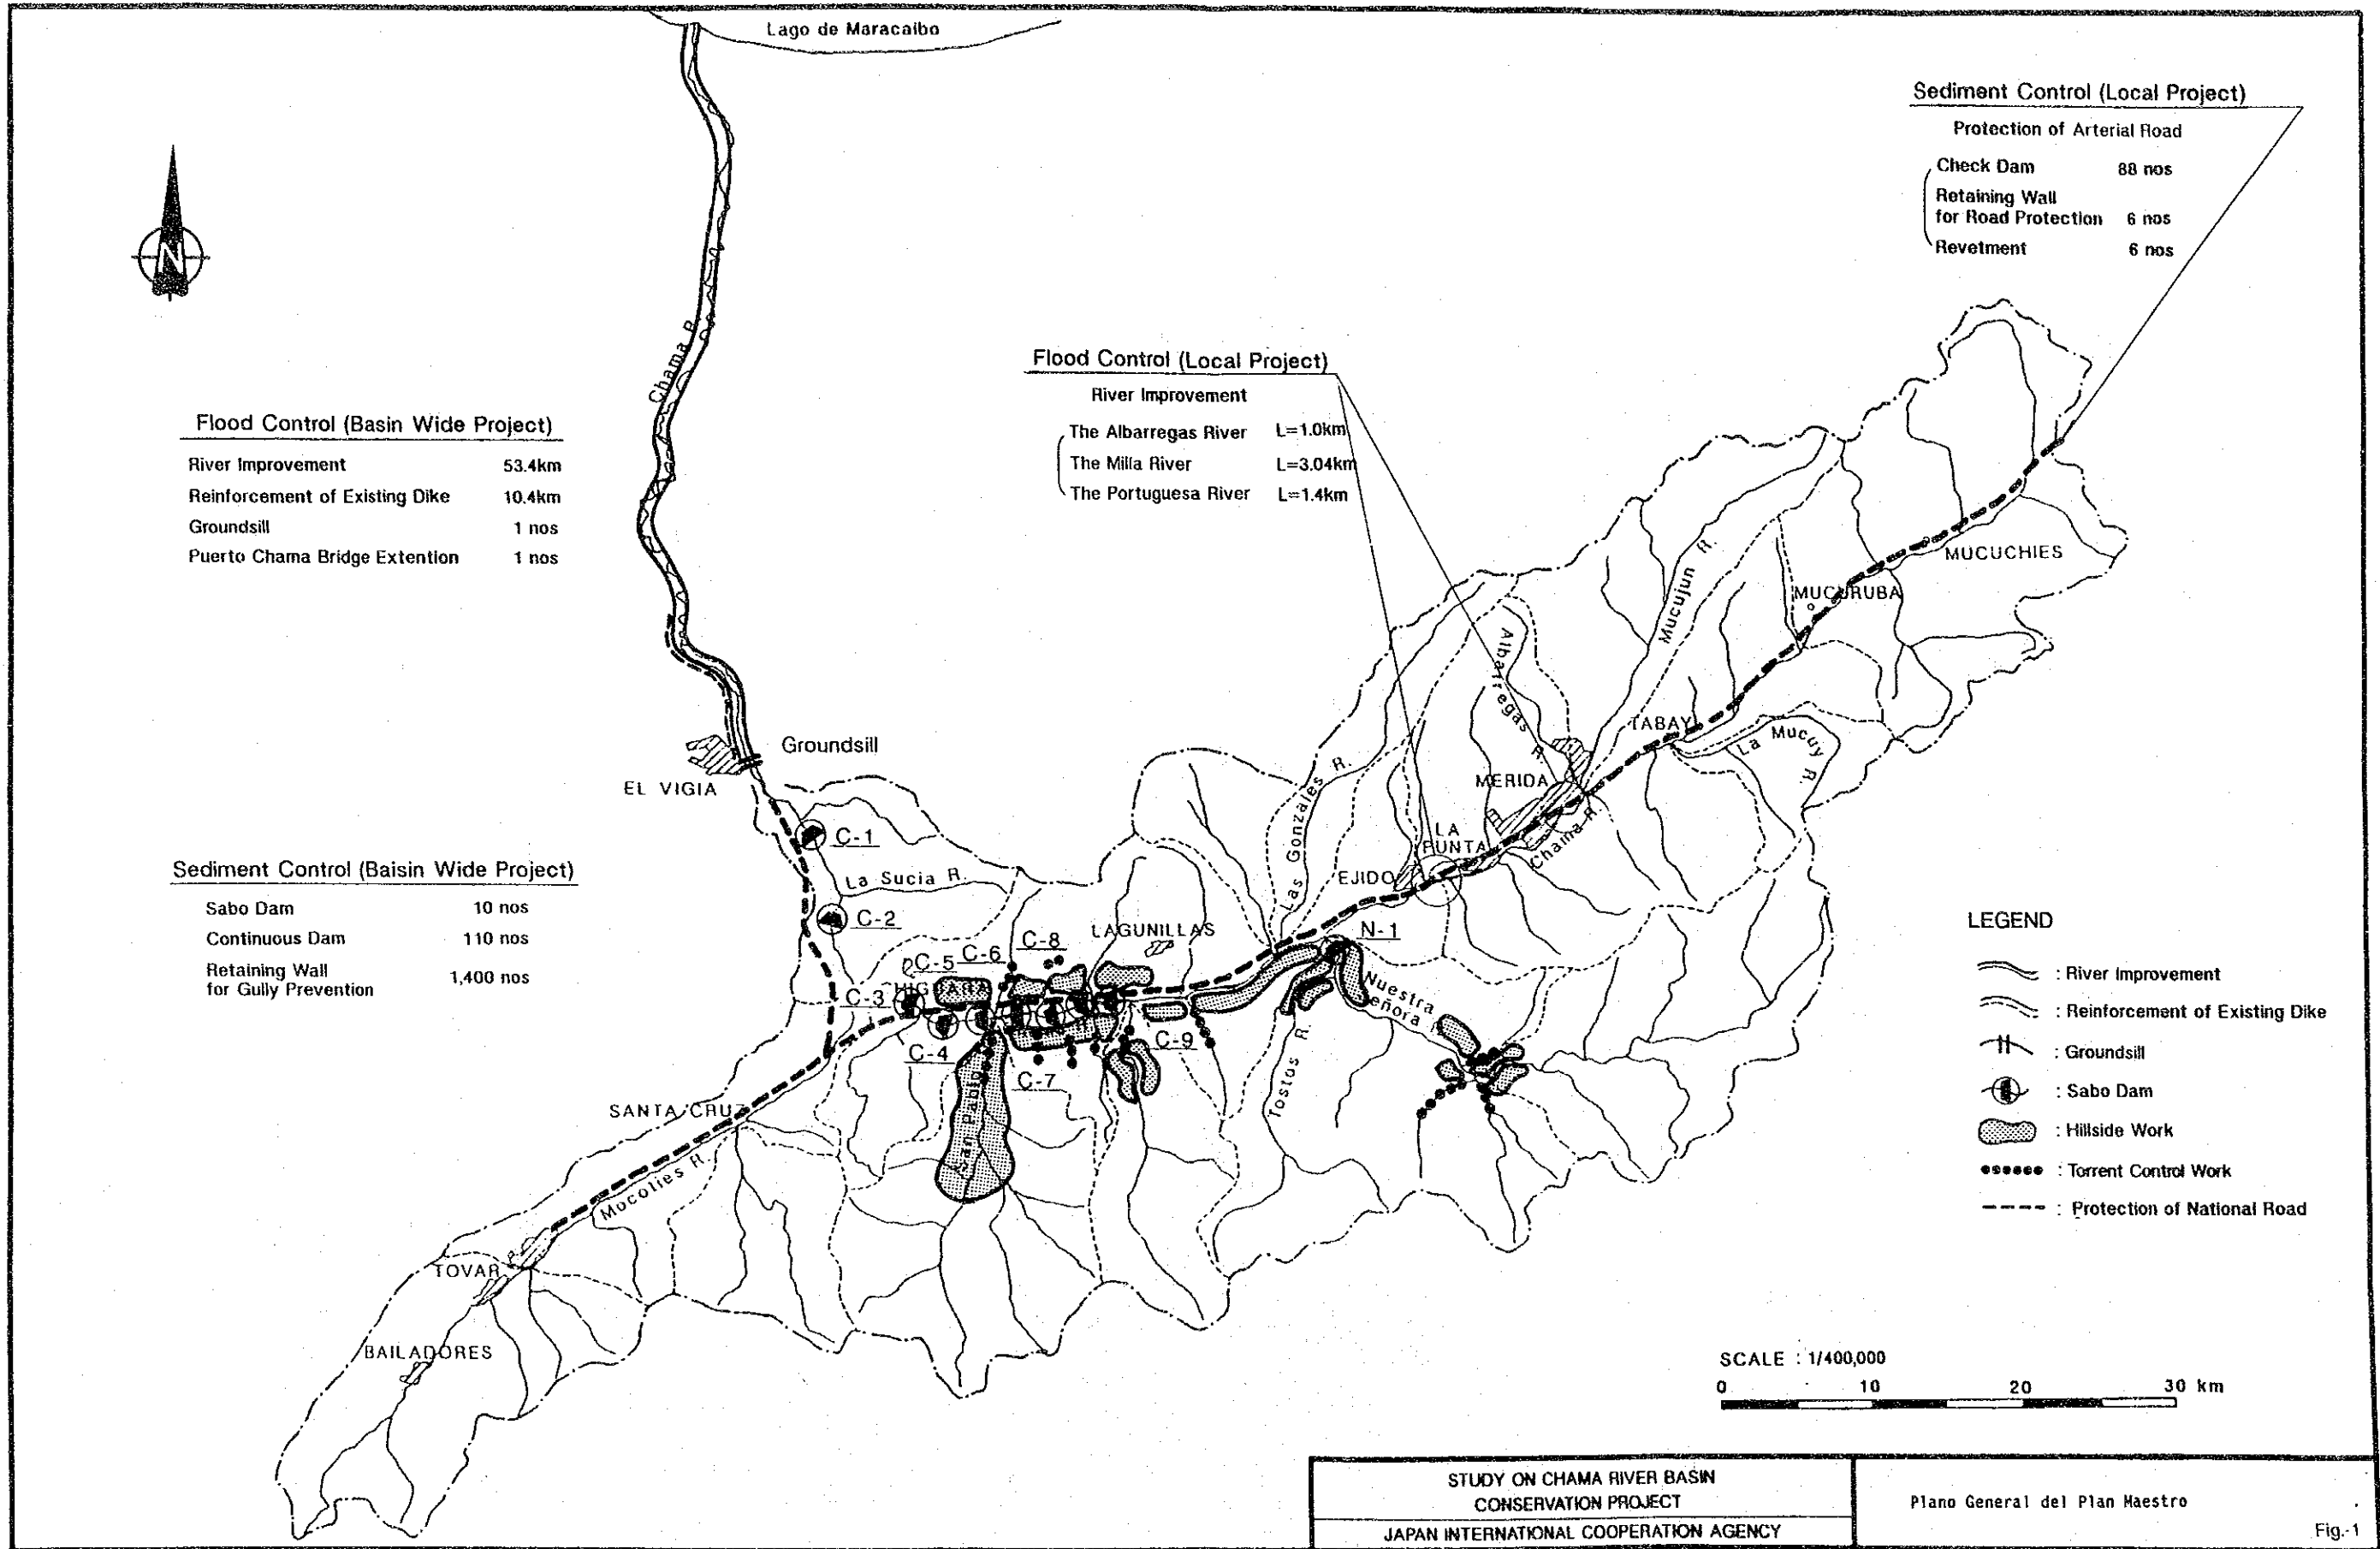 Lago de Maracaibo
Sediment Control (Local Project)
Protection of Arterial Road
Check Dam 88 nos
Retaining Wall
for Road Protection 6 nos
Revetment 6 nos
N
Chama R.
Flood Control (Local Project)
River Improvement
The Albarregas River L=1.0km
The Milla River L=3.04km
The Portuguesa River L=1.4km
Flood Control (Basin Wide Project)
River Improvement 53.4km
Reinforcement of Existing Dike 10.4km
Groundsill 1 nos
Puerto Chama Bridge Extention 1 nos
MUCUCHIES
MUCURUBA
Mucujun R.
Albarregas R.
TABAY
La Mucuy R.
Groundsill
EL VIGIA
MERIDA
Las Gonzales R.
LA
PUNTA
Chama R.
EJIDO
C-1
La Sucia R.
C-2
Sediment Control (Baisin Wide Project)
Sabo Dam 10 nos
Continuous Dam 110 nos
Retaining Wall
for Gully Prevention 1,400 nos
LAGUNILLAS
N-1
C-8
C-6
C-5
C-3
C-4
C-7
C-9
Nuestra
Señora
San Pablo
Tostos R.
SANTA CRUZ
Mocoties R.
TOVAR
BAILADORES
LEGEND
: River Improvement
: Reinforcement of Existing Dike
: Groundsill
: Sabo Dam
: Hillside Work
: Torrent Control Work
: Protection of National Road
SCALE : 1/400,000
0 10 20 30 km
STUDY ON CHAMA RIVER BASIN
CONSERVATION PROJECT
JAPAN INTERNATIONAL COOPERATION AGENCY
Plano General del Plan Maestro
Fig.-1